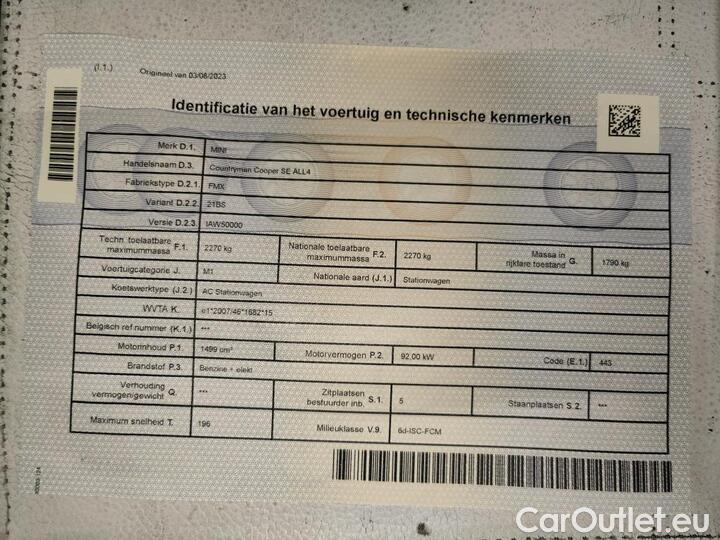 (I.1.) Origineel van 03/08/2023
Identificatie van het voertuig en technische kenmerken
Merk D.1. MINI
Handelsnaam D.3. Countryman Cooper SE ALL4
Fabriekstype D.2.1. FMX
Variant D.2.2. 21BS
Versie D.2.3. IAW50000
Techn. toelaatbare maximummassa F.1. 2270 kg Nationale toelaatbare maximummassa F.2. 2270 kg Massa in rijklare toestand G. 1790 kg
Voertuigcategorie J. M1 Nationale aard (J.1.) Stationwagen
Koetswerktype (J.2.) AC Stationwagen
WVTA K. e1*2007/46*1682*15
Belgisch ref nummer (K.1.) ***
Motorinhoud P.1. 1499 cm³ Motorvermogen P.2. 92.00 kW Code (E.1.) 443
Brandstof P.3. Benzine + elekt
Verhouding vermogen/gewicht Q. *** Zitplaatsen bestuurder inb. S.1. 5 Staanplaatsen S.2. ***
Maximum snelheid T. 196 Milieuklasse V.9. 6d-ISC-FCM
CarOutlet.eu